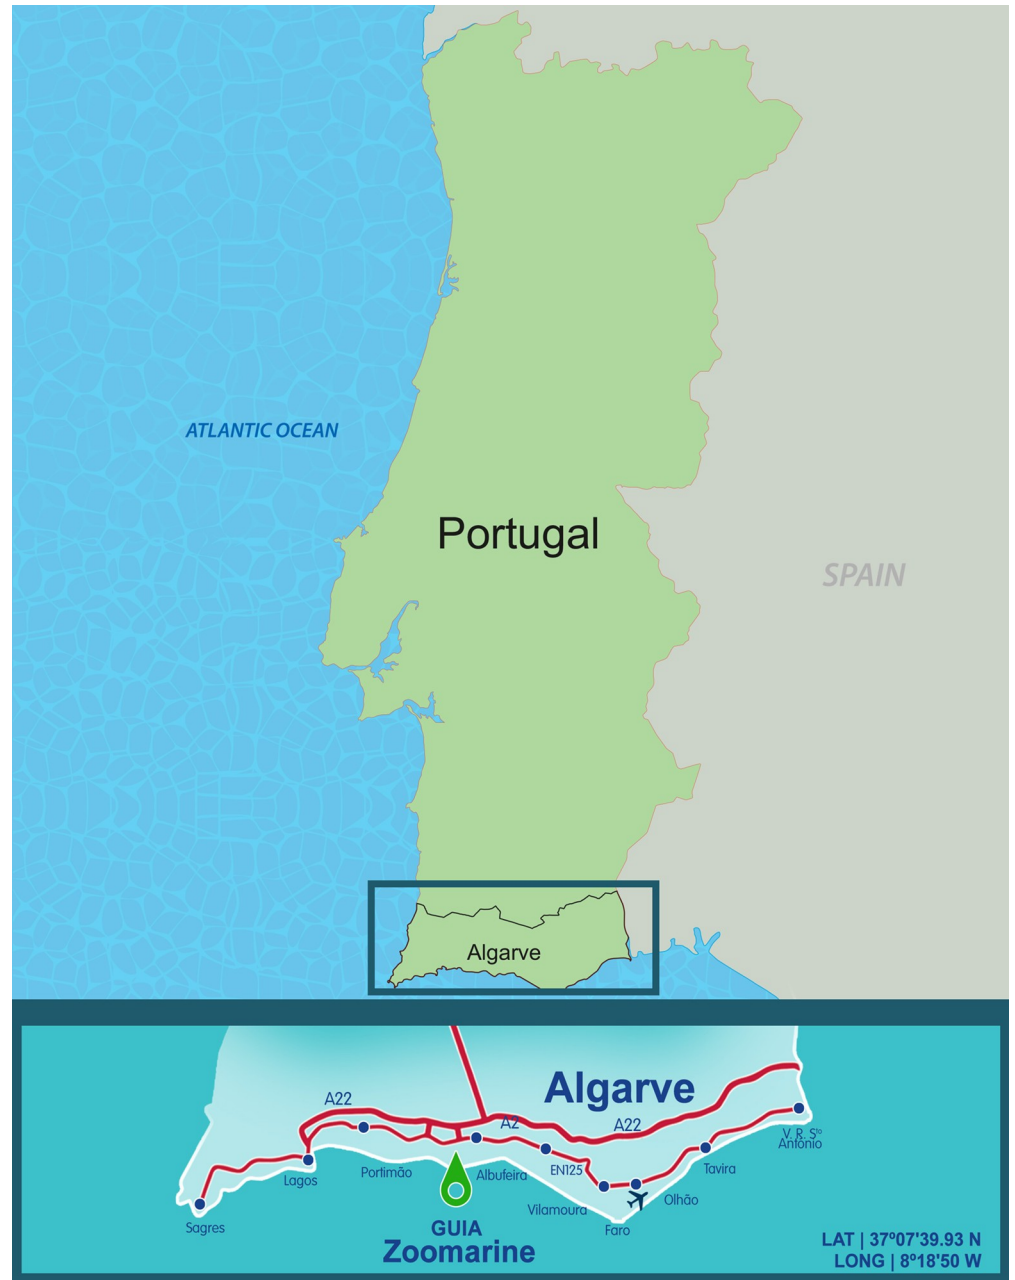 ATLANTIC OCEAN
Portugal
SPAIN
Algarve
Algarve
A22
A2
A22
V. R. Sto
António
Portimão
Albufeira
EN125
Tavira
Lagos
Olhão
Vilamoura
Sagres
Faro
GUIA
Zoomarine
LAT | 37º07'39.93 N
LONG | 8º18'50 W